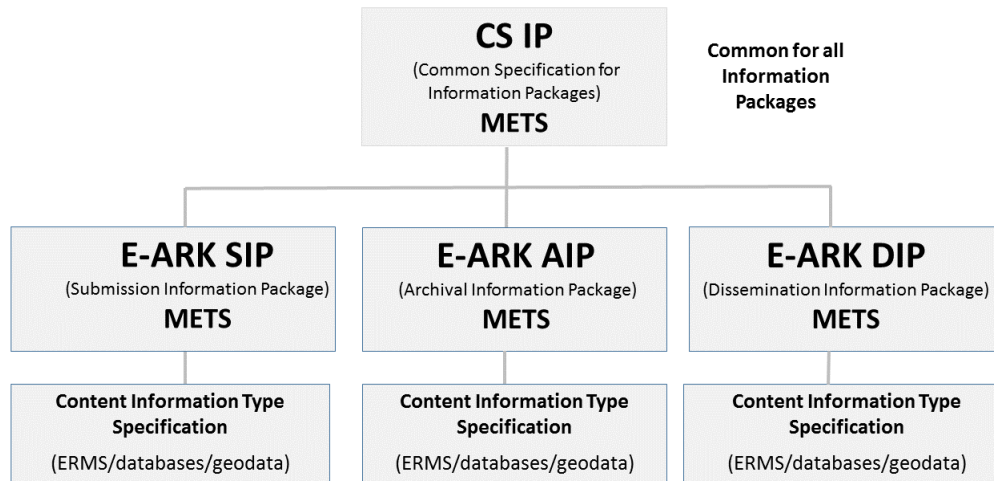 CS IP
(Common Specification for
Information Packages)
METS
Common for all
Information
Packages
E-ARK SIP
(Submission Information Package)
METS
E-ARK AIP
(Archival Information Package)
METS
E-ARK DIP
(Dissemination Information Package)
METS
Content Information Type
Specification
(ERMS/databases/geodata)
Content Information Type
Specification
(ERMS/databases/geodata)
Content Information Type
Specification
(ERMS/databases/geodata)